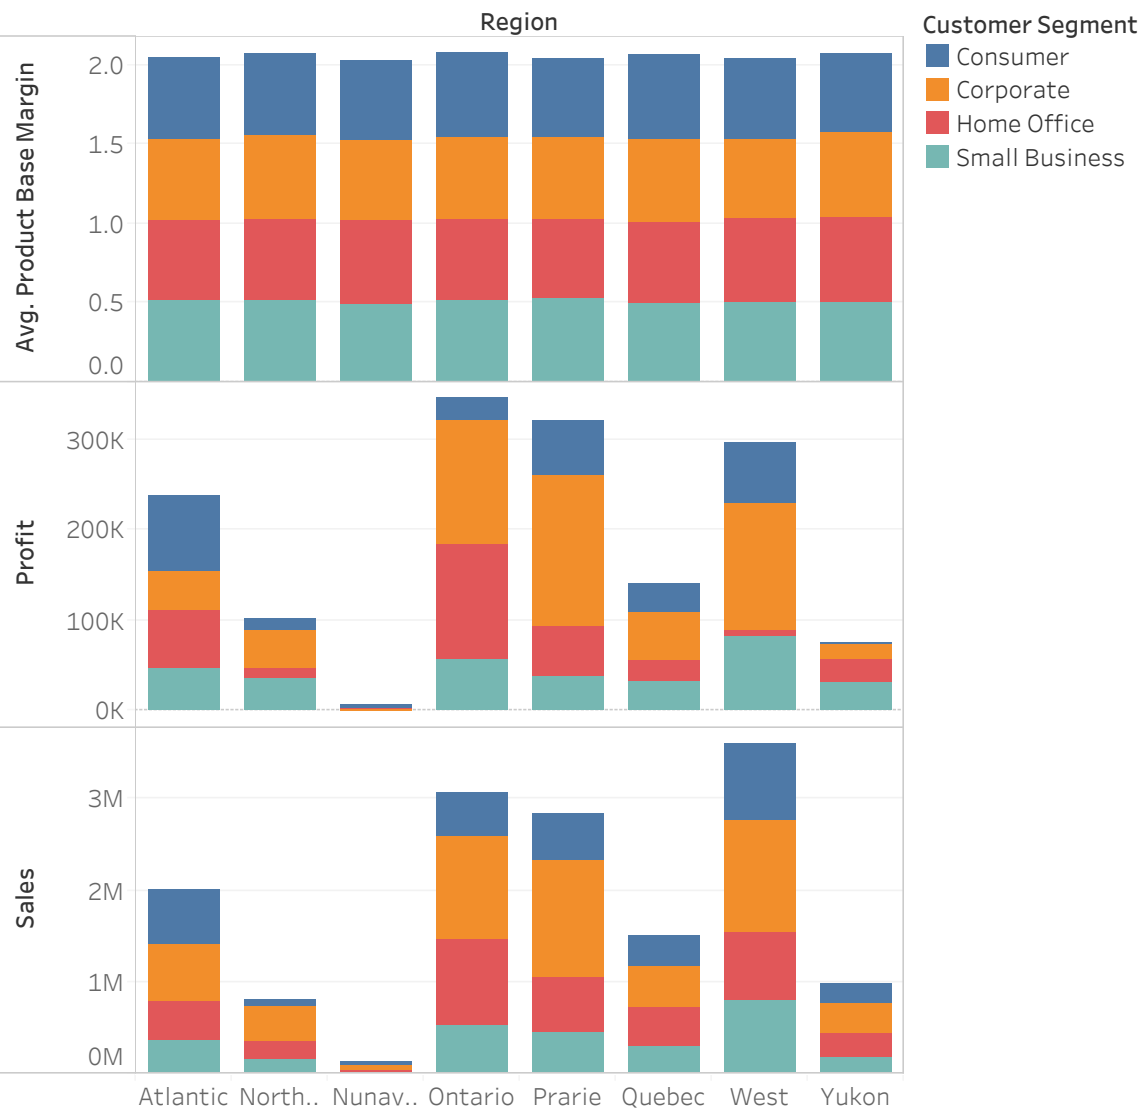 Region
Customer Segment
Consumer
Corporate
Home Office
Small Business
Avg. Product Base Margin
2.0
1.5
1.0
0.5
0.0
Profit
300K
200K
100K
0K
Sales
3M
2M
1M
0M
Atlantic North.. Nunav.. Ontario Prarie Quebec West Yukon